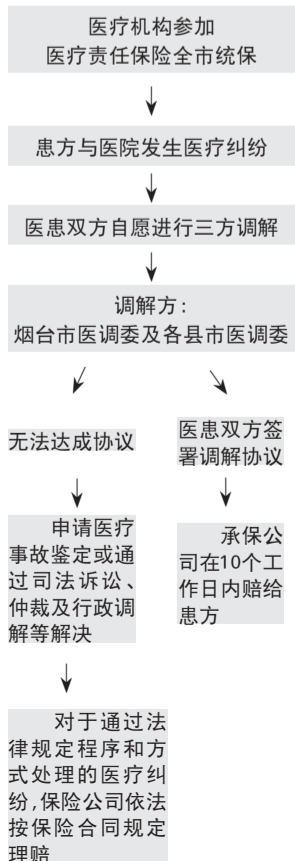 医疗机构参加
医疗责任保险全市统保
患方与医院发生医疗纠纷
医患双方自愿进行三方调解
调解方：
烟台市医调委及各县市医调委
无法达成协议
医患双方签
署调解协议
申请医疗
事故鉴定或通
过司法诉讼、
仲裁及行政调
解等解决
承保公
司在10个工
作日内赔给
患方
对于通过法
律规定程序和方
式处理的医疗纠
纷，保险公司依法
按保险合同规定
理赔